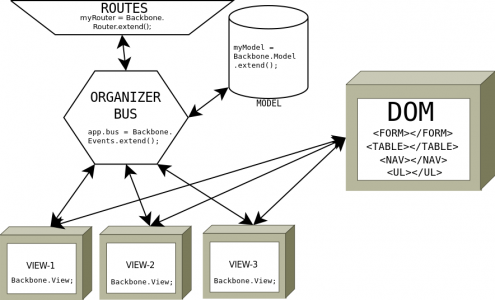 ROUTES
myRouter = Backbone.
Router.extend();
myModel =
Backbone.Model
.extend();
MODEL
ORGANIZER
BUS
app.bus = Backbone.
Events.extend();
DOM
<FORM></FORM>
<TABLE></TABLE>
<NAV></NAV>
<UL></UL>
VIEW-1
Backbone.View;
VIEW-2
Backbone.View;
VIEW-3
Backbone.View;